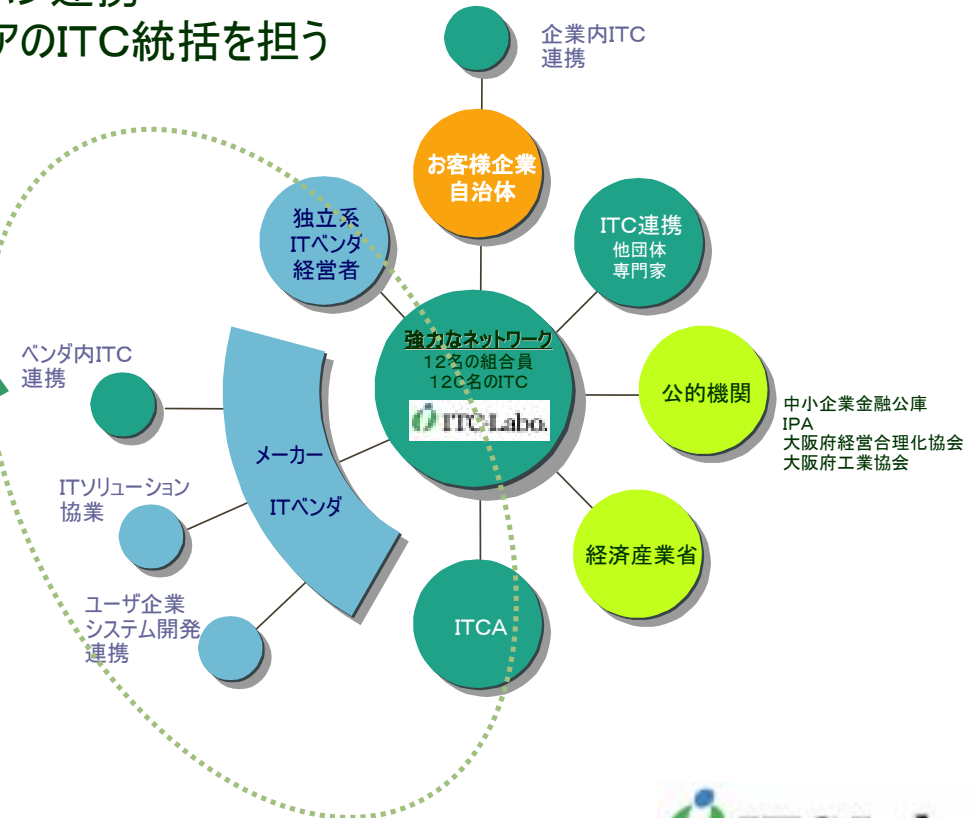 連携
アのITC統括を担う
企業内ITC
連携
お客様企業
自治体
独立系
ITベンダ
経営者
ITC連携
他団体
専門家
強力なネットワーク
12名の組合員
120名のITC
ITC-Labo.
公的機関
中小企業金融公庫
IPA
大阪府経営合理化協会
大阪府工業協会
ベンダ内ITC
連携
メーカー
ITベンダ
ITソリューション
協業
経済産業省
ユーザ企業
システム開発
連携
ITCA